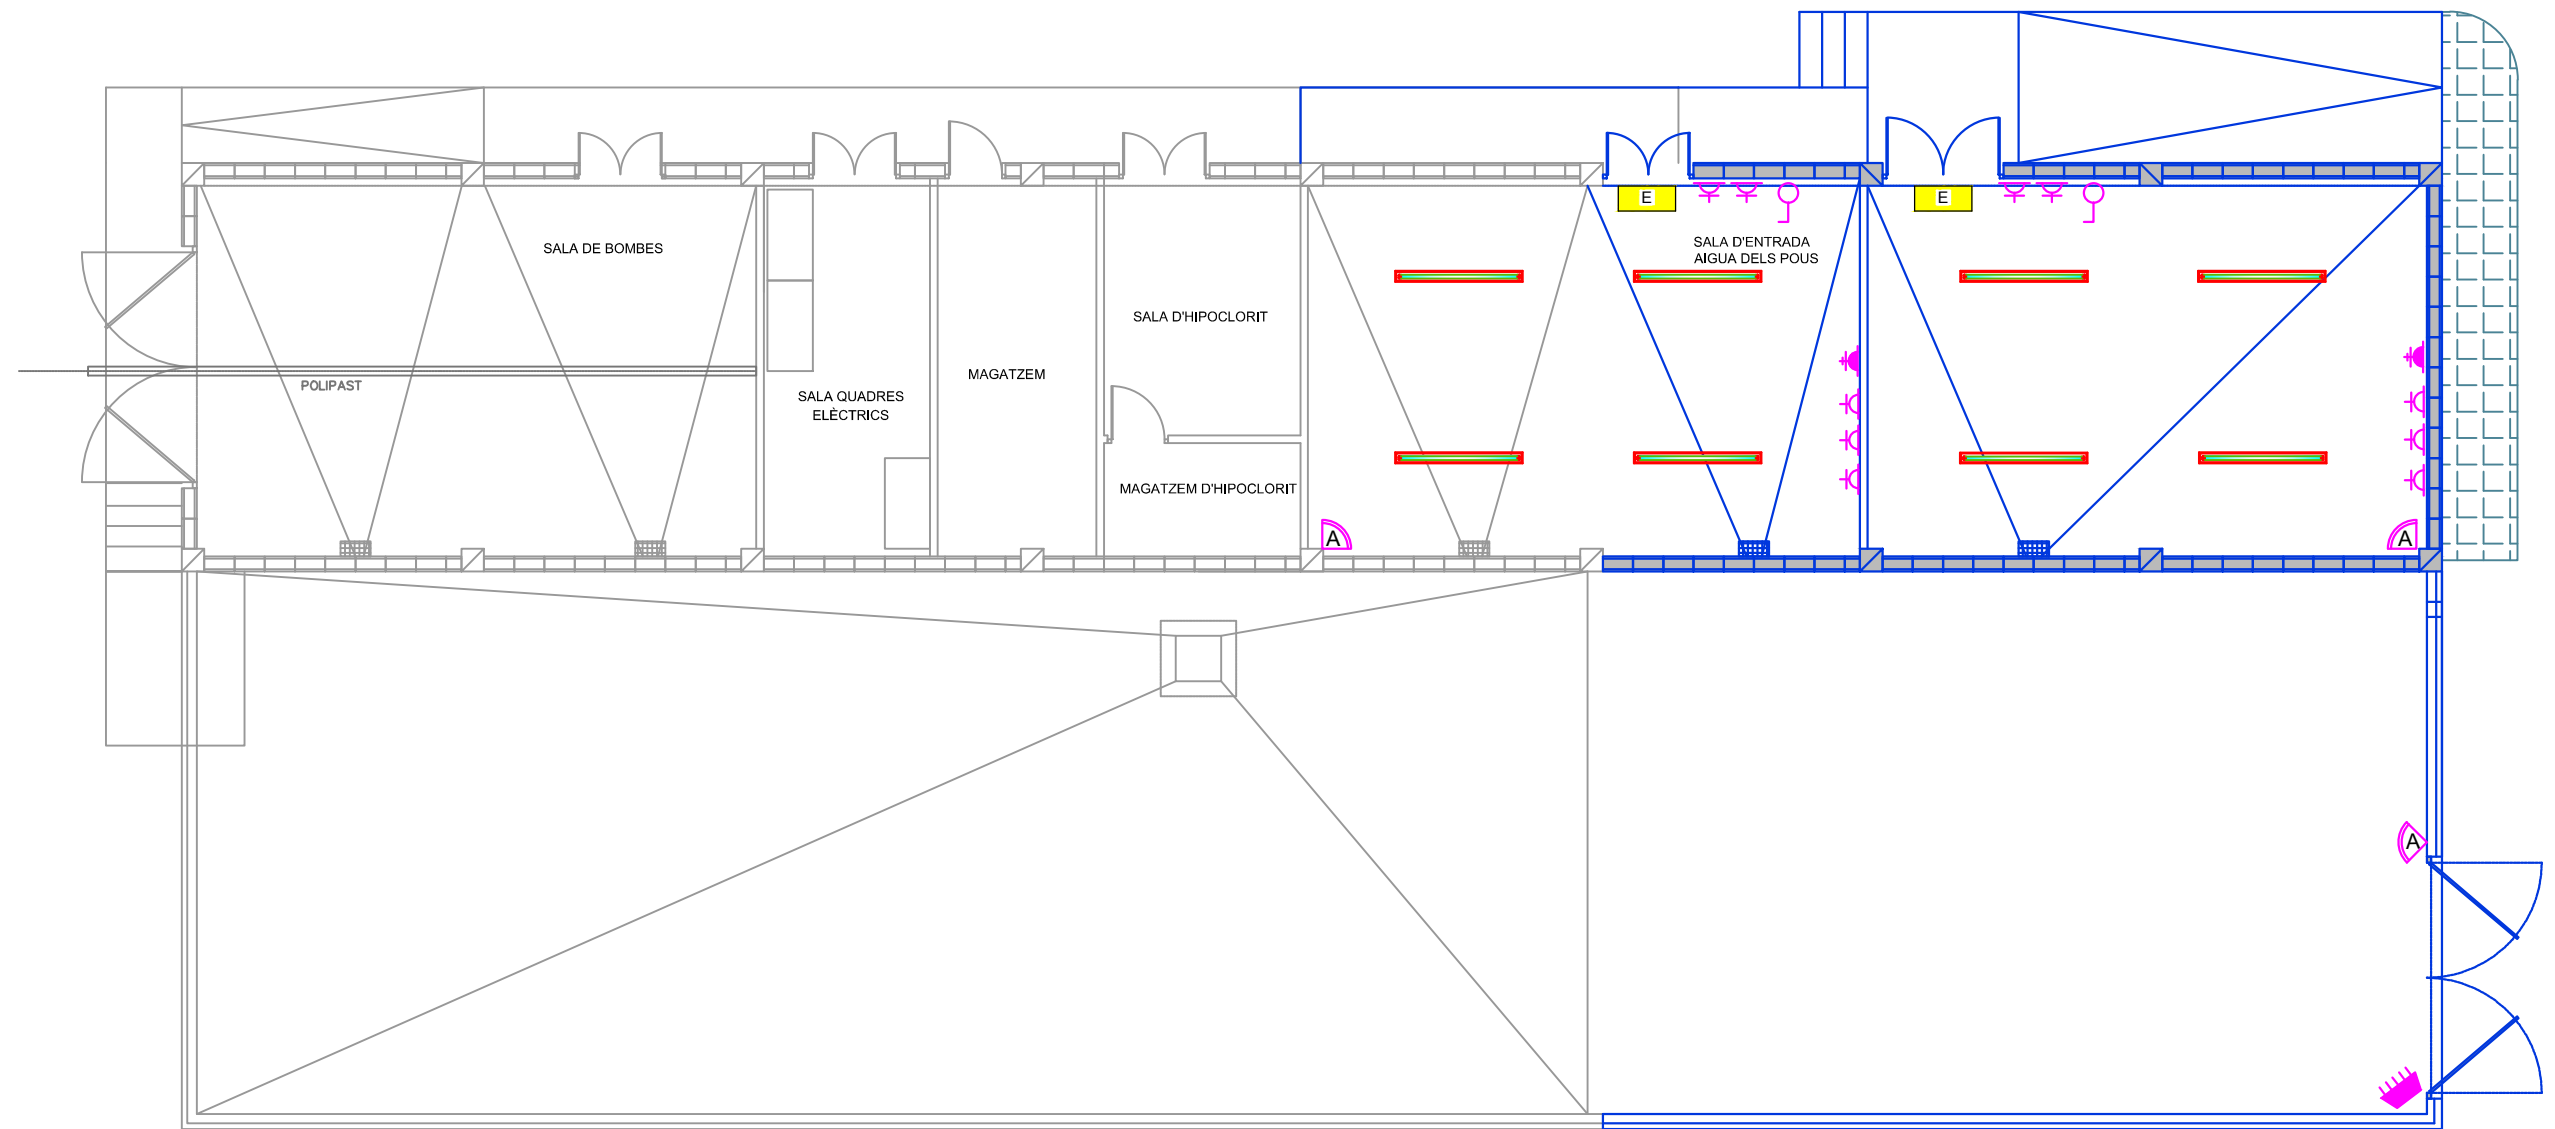 E
E
SALA D'ENTRADA
AIGUA DELS POUS
SALA DE BOMBES
SALA D'HIPOCLORIT
MAGATZEM
POLIPAST
SALA QUADRES
ELÈCTRICS
MAGATZEM D'HIPOCLORIT
A
A
A